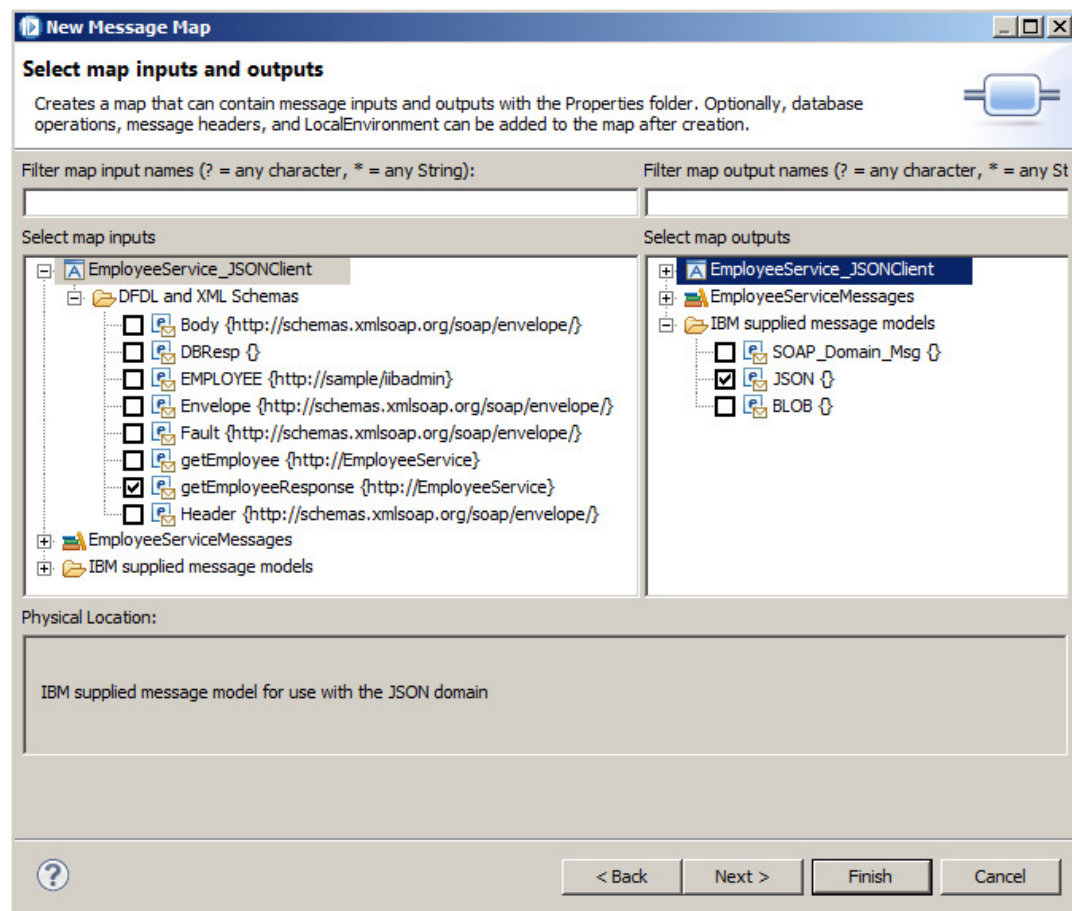 New Message Map
Select map inputs and outputs
Creates a map that can contain message inputs and outputs with the Properties folder. Optionally, database
operations, message headers, and LocalEnvironment can be added to the map after creation.
Filter map input names (? = any character, * = any String):
Filter map output names (? = any character, * = any St
Select map inputs
EmployeeService_JSONClient
DFDL and XML Schemas
Body {http://schemas.xmlsoap.org/soap/envelope/}
DBResp {}
EMPLOYEE {http://sample/iibadmin}
Envelope {http://schemas.xmlsoap.org/soap/envelope/}
Fault {http://schemas.xmlsoap.org/soap/envelope/}
getEmployee {http://EmployeeService}
getEmployeeResponse {http://EmployeeService}
Header {http://schemas.xmlsoap.org/soap/envelope/}
EmployeeServiceMessages
IBM supplied message models
Select map outputs
EmployeeService_JSONClient
EmployeeServiceMessages
IBM supplied message models
SOAP_Domain_Msg {}
JSON {}
BLOB {}
Physical Location:
IBM supplied message model for use with the JSON domain
< Back
Next >
Finish
Cancel